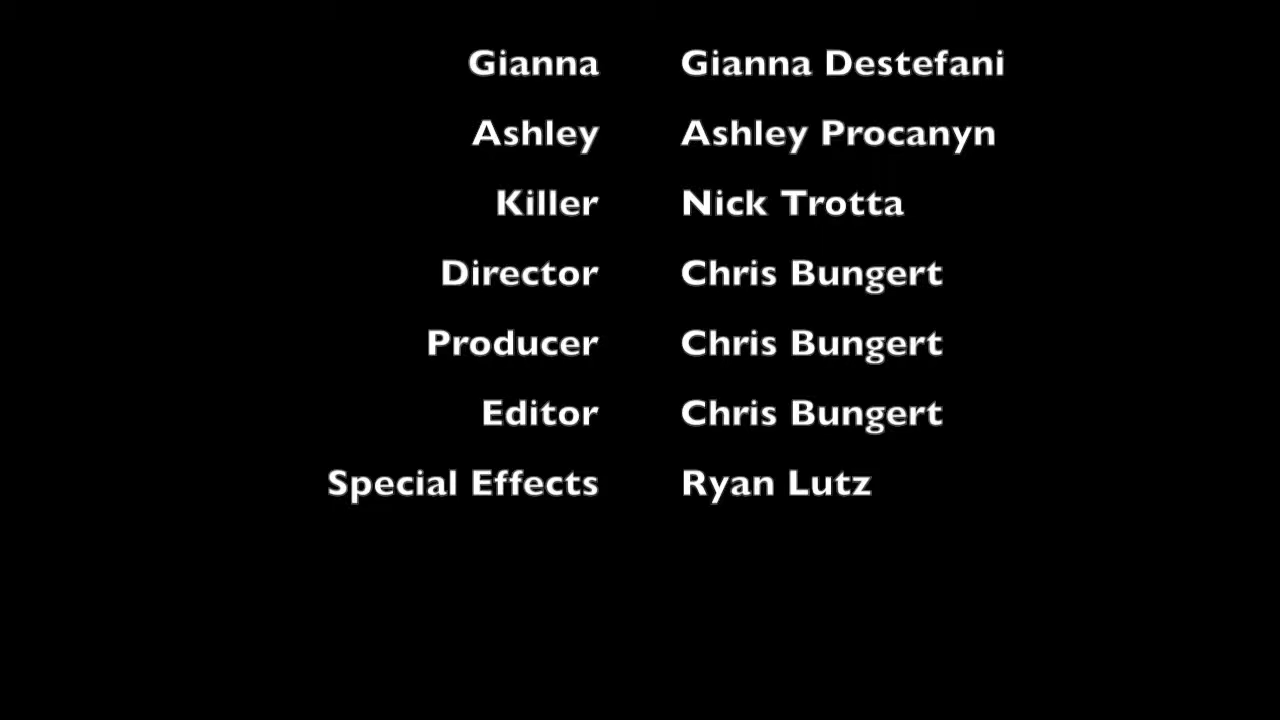 Gianna Gianna Destefani
Ashley Ashley Procanyn
Killer Nick Trotta
Director Chris Bungert
Producer Chris Bungert
Editor Chris Bungert
Special Effects Ryan Lutz